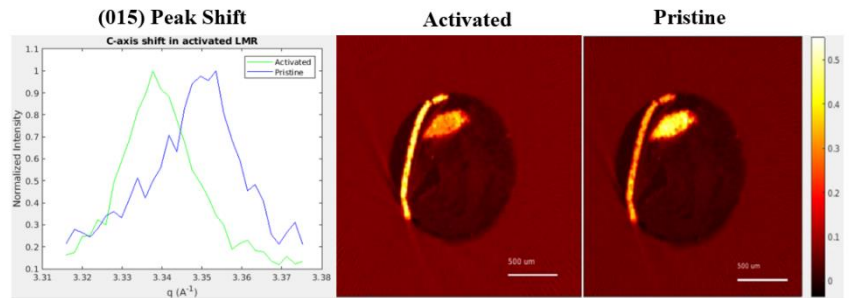 (015) Peak Shift
Activated
Pristine
C-axis shift in activated LMR
Activated
Pristine
Normalized Intensity
1.1
1
0.9
0.8
0.7
0.6
0.5
0.4
0.3
0.2
0.1
3.31
3.32
3.33
3.34
3.35
3.36
3.37
3.38
q (A⁻¹)
500 um
500 um
0.5
0.4
0.3
0.2
0.1
0